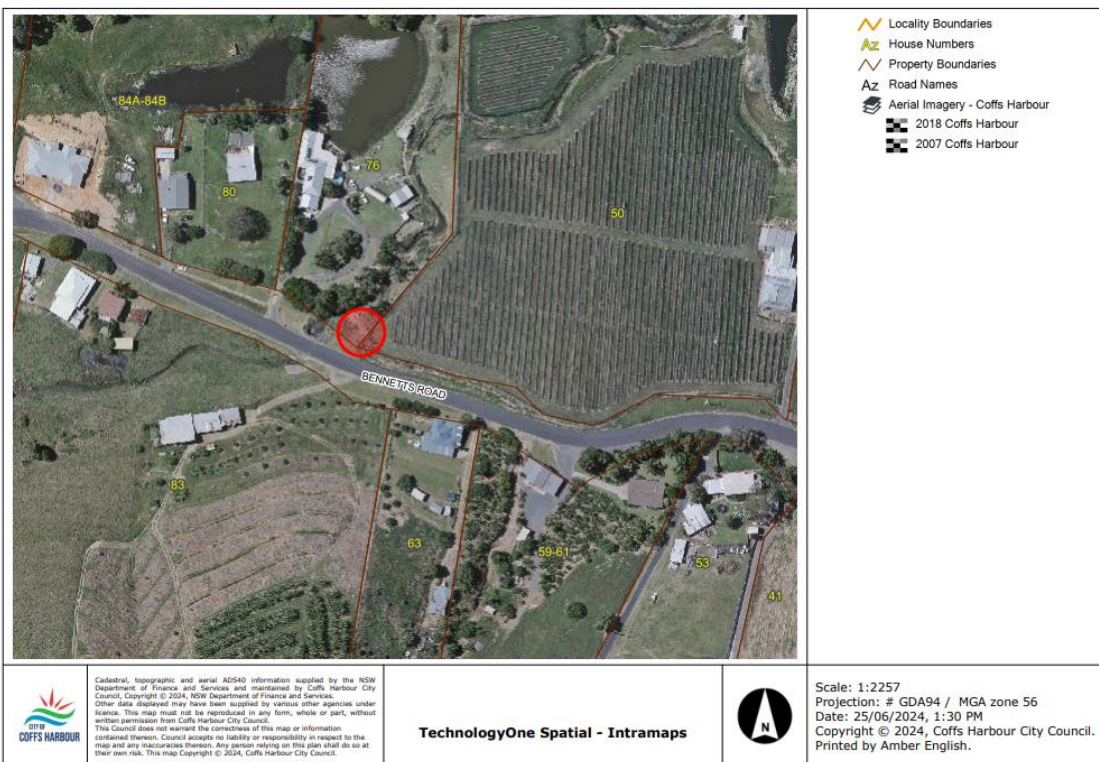 84A-84B
76
80
50
BENNETTS ROAD
83
63
59-61
53
41
Locality Boundaries
Az House Numbers
Property Boundaries
Az Road Names
Aerial Imagery - Coffs Harbour
2018 Coffs Harbour
2007 Coffs Harbour
CITY OF
COFFS HARBOUR
Cadastral, topographic and aerial ADS40 information supplied by the NSW
Department of Finance and Services and maintained by Coffs Harbour City
Council, Copyright © 2024, NSW Department of Finance and Services.
Other data displayed may have been supplied by various other agencies under
licence. This map must not be reproduced in any form, whole or part, without
written permission from Coffs Harbour City Council.
This Council does not warrant the correctness of this map or information
contained thereon. Council accepts no liability or responsibility in respect to the
map and any inaccuracies thereon. Any person relying on this plan shall do so at
their own risk. This map Copyright © 2024, Coffs Harbour City Council.
TechnologyOne Spatial - Intramaps
N
Scale: 1:2257
Projection: # GDA94 / MGA zone 56
Date: 25/06/2024, 1:30 PM
Copyright © 2024, Coffs Harbour City Council.
Printed by Amber English.